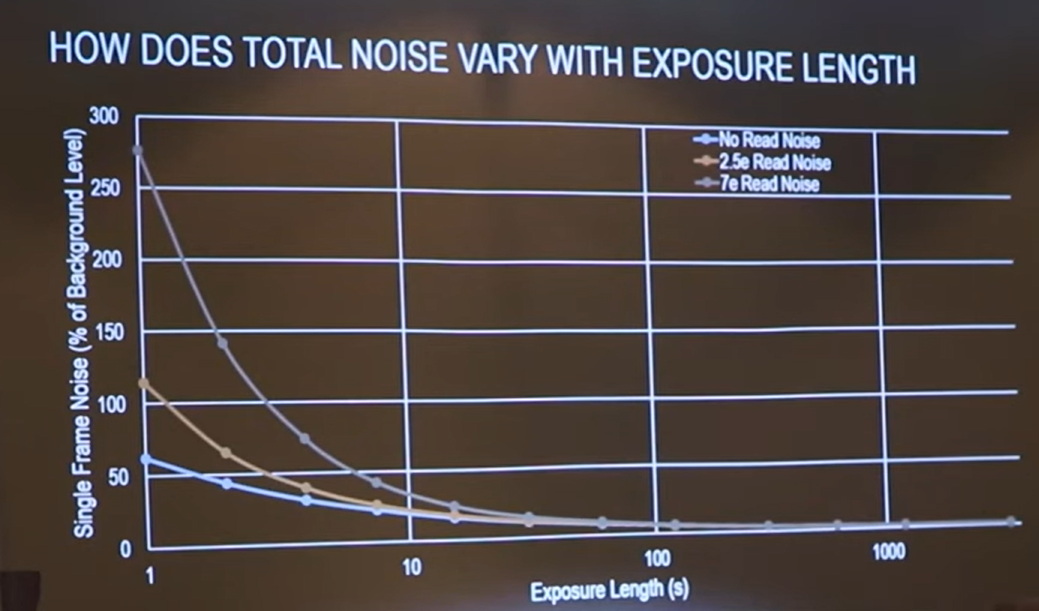 HOW DOES TOTAL NOISE VARY WITH EXPOSURE LENGTH
Single Frame Noise (% of Background Level)
300
250
200
150
100
50
0
No Read Noise
2.5e Read Noise
7e Read Noise
1
10
100
1000
Exposure Length (s)